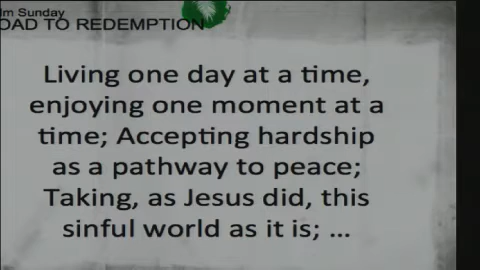 lm Sunday
OAD TO REDEMPTION
Living one day at a time,
enjoying one moment at a
time; Accepting hardship
as a pathway to peace;
Taking, as Jesus did, this
sinful world as it is; ...